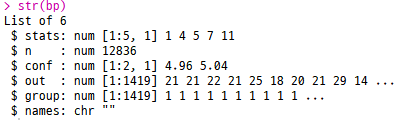 > str(bp)
List of 6
 $ stats: num [1:5, 1] 1 4 5 7 11
 $ n    : num 12836
 $ conf : num [1:2, 1] 4.96 5.04
 $ out  : num [1:1419] 21 21 22 21 25 18 20 21 29 14 ...
 $ group: num [1:1419] 1 1 1 1 1 1 1 1 1 1 ...
 $ names: chr ""